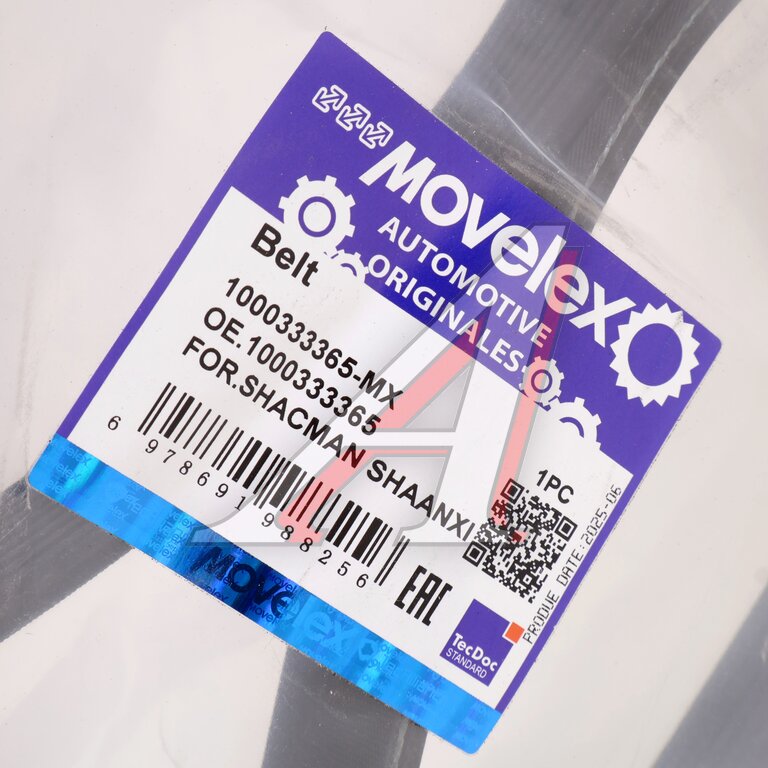 MOVELEX
AUTOMOTIVE
ORIGINALES
Belt
1000333365-MX
OE.1000333365
FOR.SHACMAN SHAANXI
6 978691 988256
1PC
PRODUE DATE:2025-06
EAC
TecDoc
STANDARD
MOVELEX